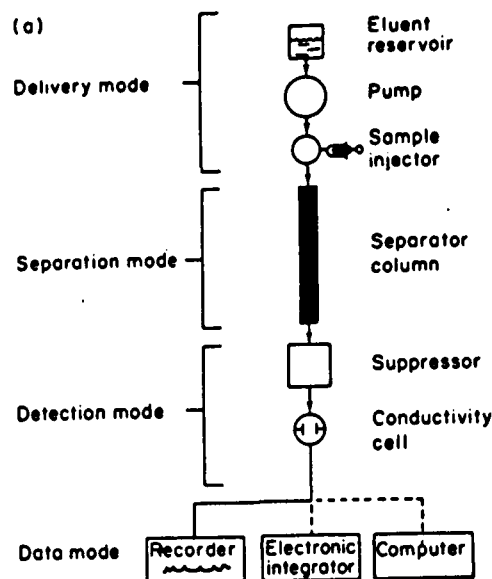 (a)
Eluent
reservoir
Delivery mode
Pump
Sample
injector
Separation mode
Separator
column
Suppressor
Detection mode
Conductivity
cell
Data mode
Recorder
Electronic
integrator
Computer